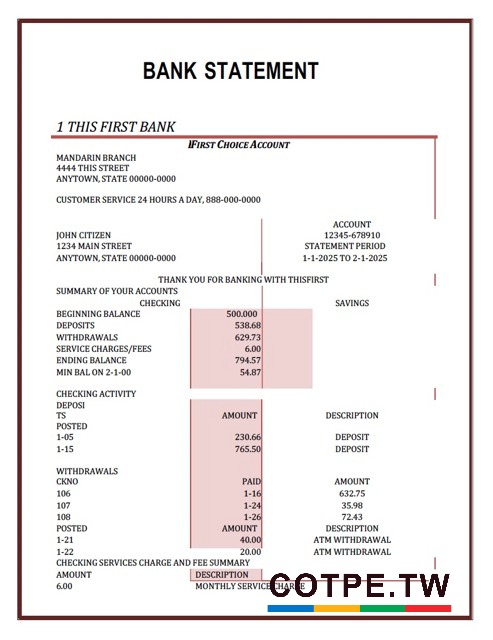 BANK STATEMENT
1 THIS FIRST BANK
1FIRST CHOICE ACCOUNT
MANDARIN BRANCH
4444 THIS STREET
ANYTOWN, STATE 00000-0000
CUSTOMER SERVICE 24 HOURS A DAY, 888-000-0000
ACCOUNT
JOHN CITIZEN 12345-678910
1234 MAIN STREET STATEMENT PERIOD
ANYTOWN, STATE 00000-0000 1-1-2025 TO 2-1-2025
THANK YOU FOR BANKING WITH THISFIRST
SUMMARY OF YOUR ACCOUNTS
CHECKING SAVINGS
BEGINNING BALANCE 500.000
DEPOSITS 538.68
WITHDRAWALS 629.73
SERVICE CHARGES/FEES 6.00
ENDING BALANCE 794.57
MIN BAL ON 2-1-00 54.87
CHECKING ACTIVITY
DEPOSI
TS AMOUNT DESCRIPTION
POSTED
1-05 230.66 DEPOSIT
1-15 765.50 DEPOSIT
WITHDRAWALS
CKNO PAID AMOUNT
106 1-16 632.75
107 1-24 35.98
108 1-26 72.43
POSTED AMOUNT DESCRIPTION
1-21 40.00 ATM WITHDRAWAL
1-22 20.00 ATM WITHDRAWAL
CHECKING SERVICES CHARGE AND FEE SUMMARY
AMOUNT DESCRIPTION
6.00 MONTHLY SERVICE CHARGE
COTPE.TW